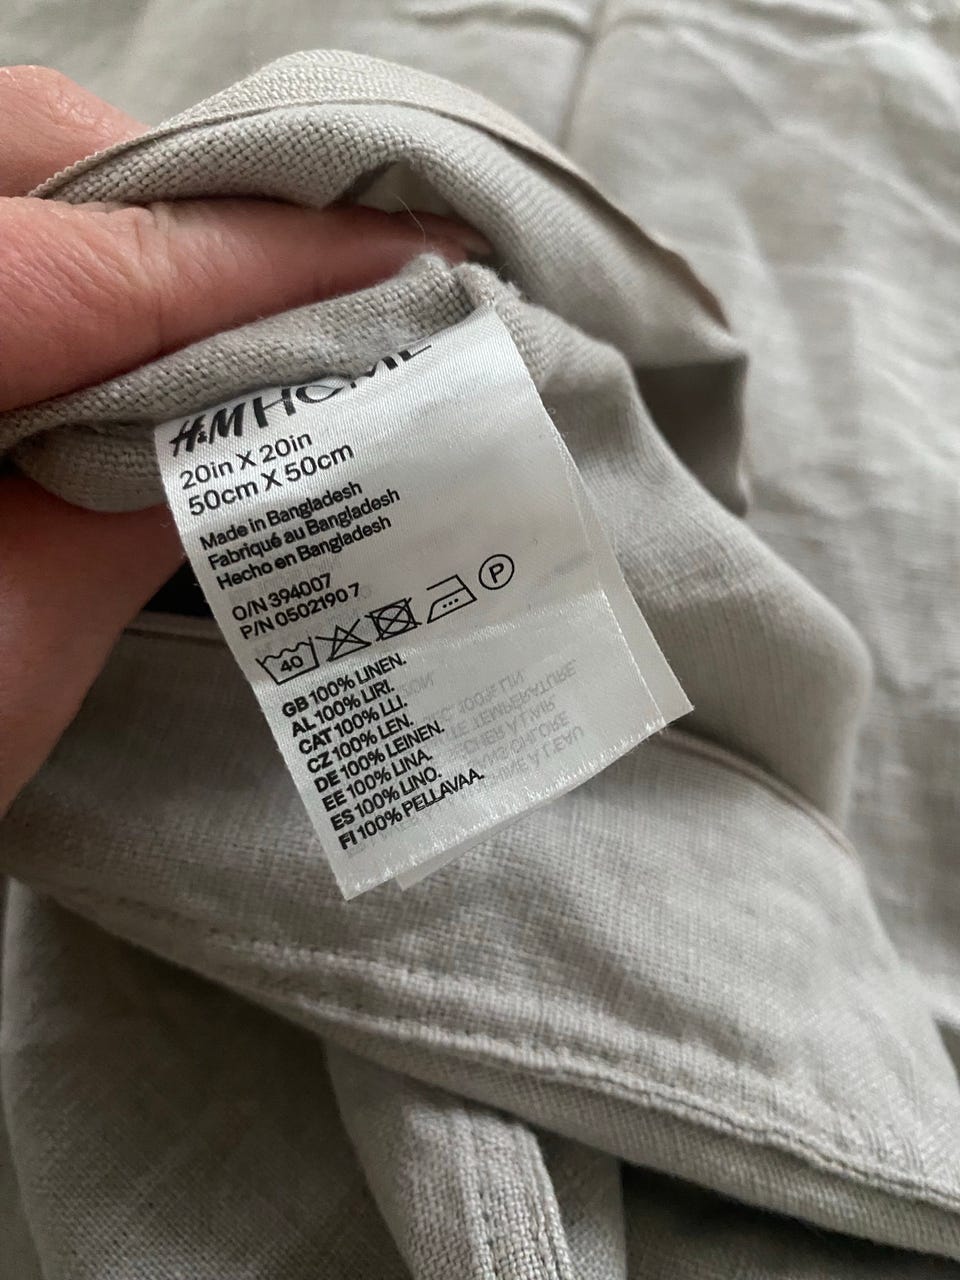 H&M HOME
20in X 20in
50cm X 50cm
Made in Bangladesh
Fabriqué au Bangladesh
Hecho en Bangladesh
O/N 394007
P/N 0502190 7
40
P
GB 100% LINEN.
AL 100% LIRI.
CAT 100% LLI.
CZ 100% LEN.
DE 100% LEINEN.
EE 100% LINA.
ES 100% LINO.
FI 100% PELLAVAA.